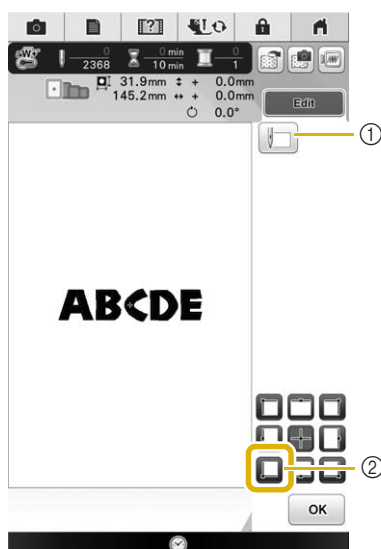 0 0 min 0
2368 10 min 1
31.9mm + 0.0mm
145.2mm + 0.0mm
0.0°
Edit
①
ABCDE
②
OK